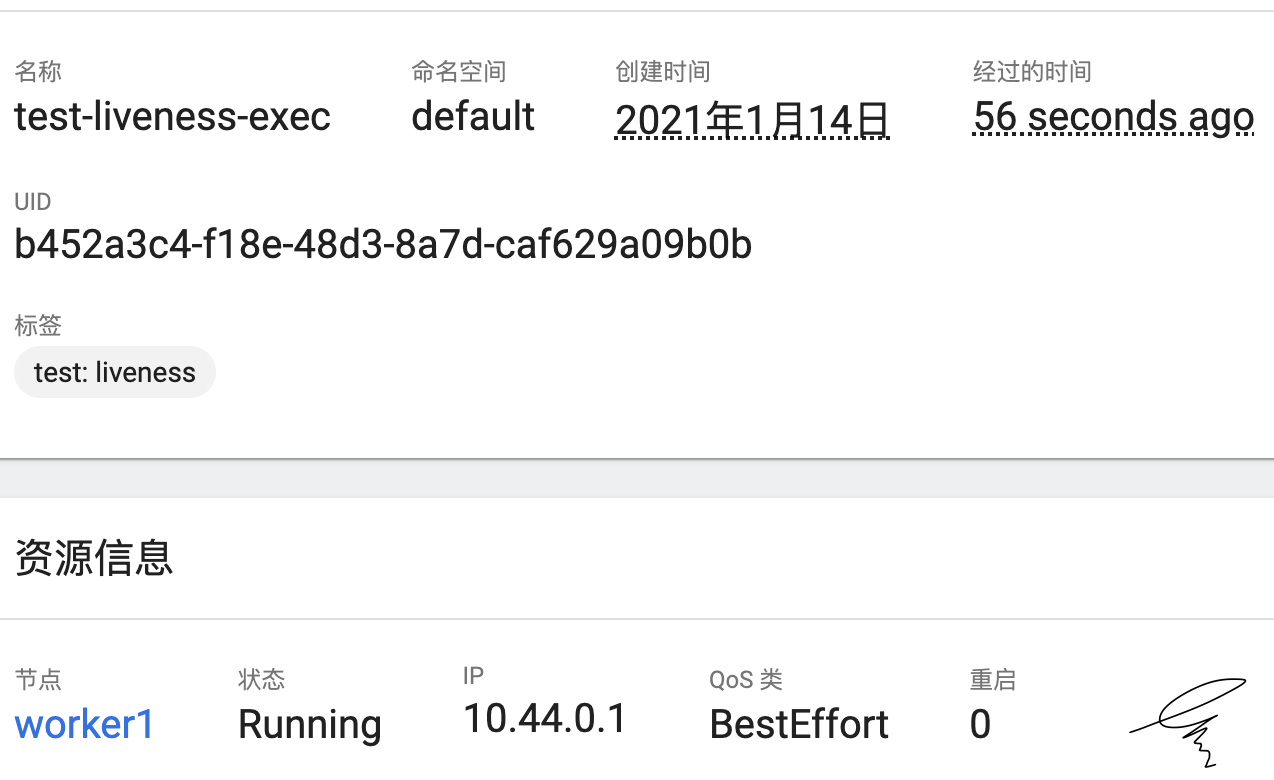 名称 命名空间 创建时间 经过的时间
test-liveness-exec default 2021年1月14日 56 seconds ago
UID
b452a3c4-f18e-48d3-8a7d-caf629a09b0b
标签
test: liveness
资源信息
节点 状态 IP QoS 类 重启
worker1 Running 10.44.0.1 BestEffort 0